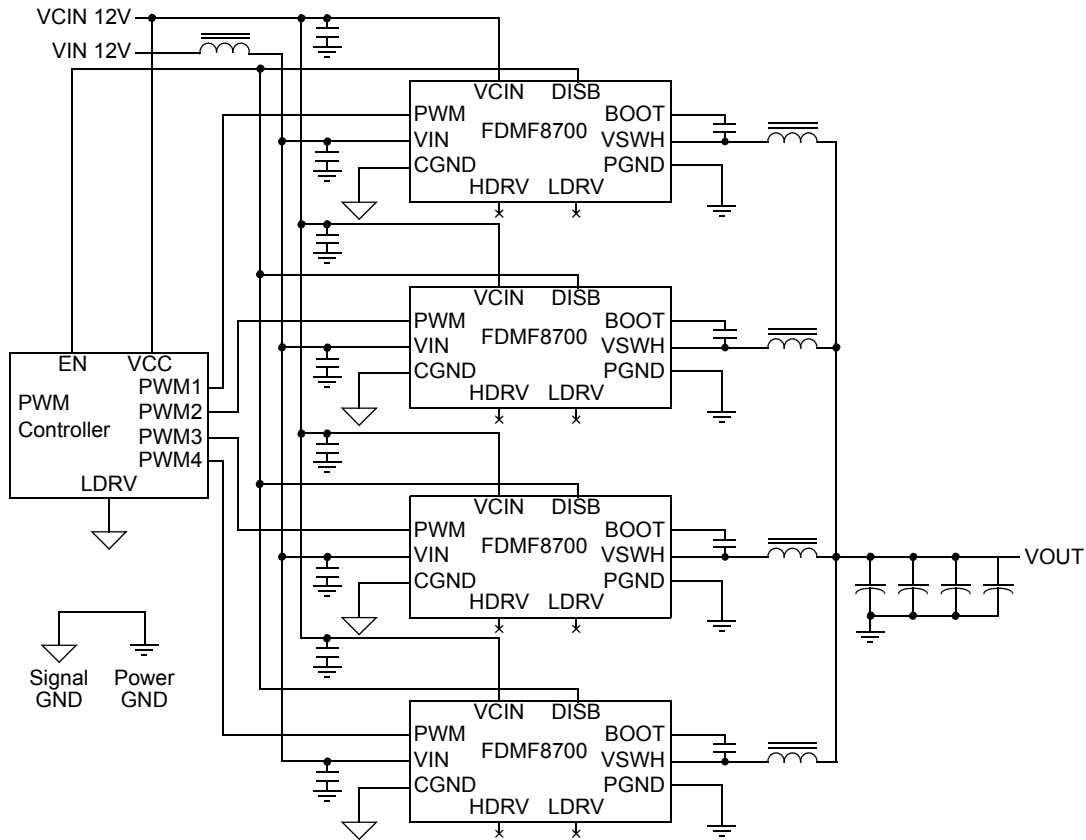 VCIN 12V
VIN 12V
VCIN DISB
PWM BOOT
FDMF8700
VIN VSWH
CGND PGND
HDRV LDRV
VCIN DISB
PWM BOOT
FDMF8700
VIN VSWH
CGND PGND
HDRV LDRV
EN VCC
PWM1
PWM Controller
PWM2
PWM3
PWM4
LDRV
VCIN DISB
PWM BOOT
FDMF8700
VIN VSWH
CGND PGND
HDRV LDRV
VOUT
Signal GND
Power GND
VCIN DISB
PWM BOOT
FDMF8700
VIN VSWH
CGND PGND
HDRV LDRV